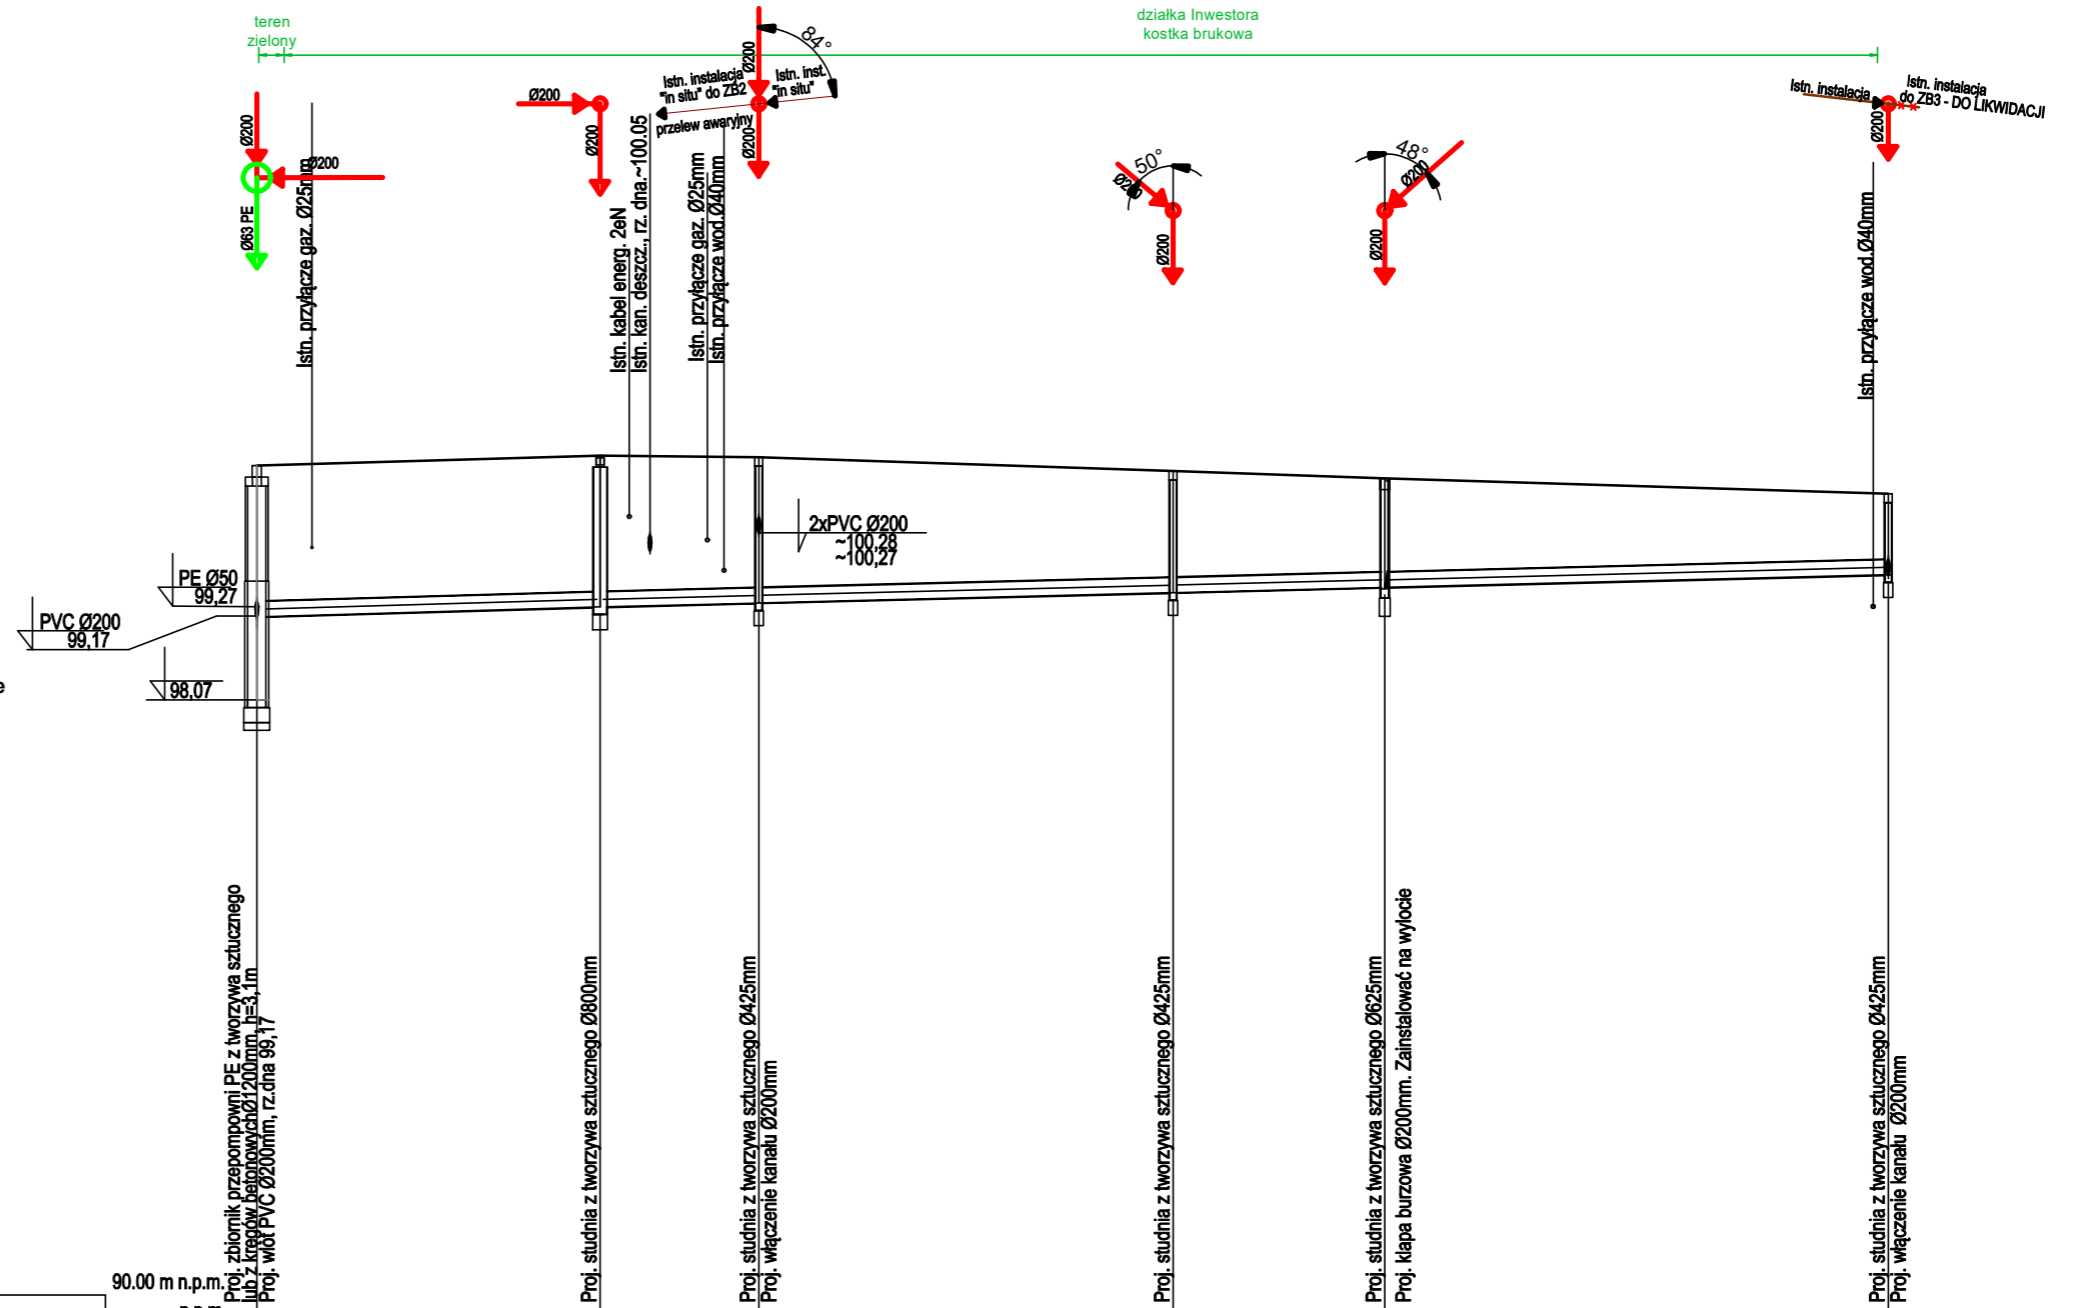 teren
zielony
działka Inwestora
kostka brukowa
Ø200
Ø200
Ø63 PE
Istn. przyłącze gaz. Ø25mm
Ø200
Ø200
Istn. kabel energ. 2eN
Istn. kan. deszcz., rz. dna.~100.05
Istn. instalacja
"in situ" do ZB2
przelew awaryjny
Ø200
84°
Istn. inst.
"in situ"
Ø200
Istn. przyłącze gaz. Ø25mm
Istn. przyłącze wod.Ø40mm
50°
Ø200
Ø200
48°
Ø200
Ø200
Istn. instalacja
Istn. instalacja
do ZB3 - DO LIKWIDACJI
Ø200
Istn. przyłącze wod.Ø40mm
2xPVC Ø200
~100,28
~100,27
PE Ø50
99,27
PVC Ø200
99,17
98,07
e
Proj. zbiornik przepompowni PE z tworzywa sztucznego
lub z kręgów betonowychØ1200mm, h=3,1m
Proj. wlot PVC Ø200mm, rz.dna 99,17
Proj. studnia z tworzywa sztucznego Ø800mm
Proj. studnia z tworzywa sztucznego Ø425mm
Proj. włączenie kanału Ø200mm
Proj. studnia z tworzywa sztucznego Ø425mm
Proj. studnia z tworzywa sztucznego Ø625mm
Proj. klapa burzowa Ø200mm. Zainstalować na wylocie
Proj. studnia z tworzywa sztucznego Ø425mm
Proj. włączenie kanału Ø200mm
90.00 m n.p.m.